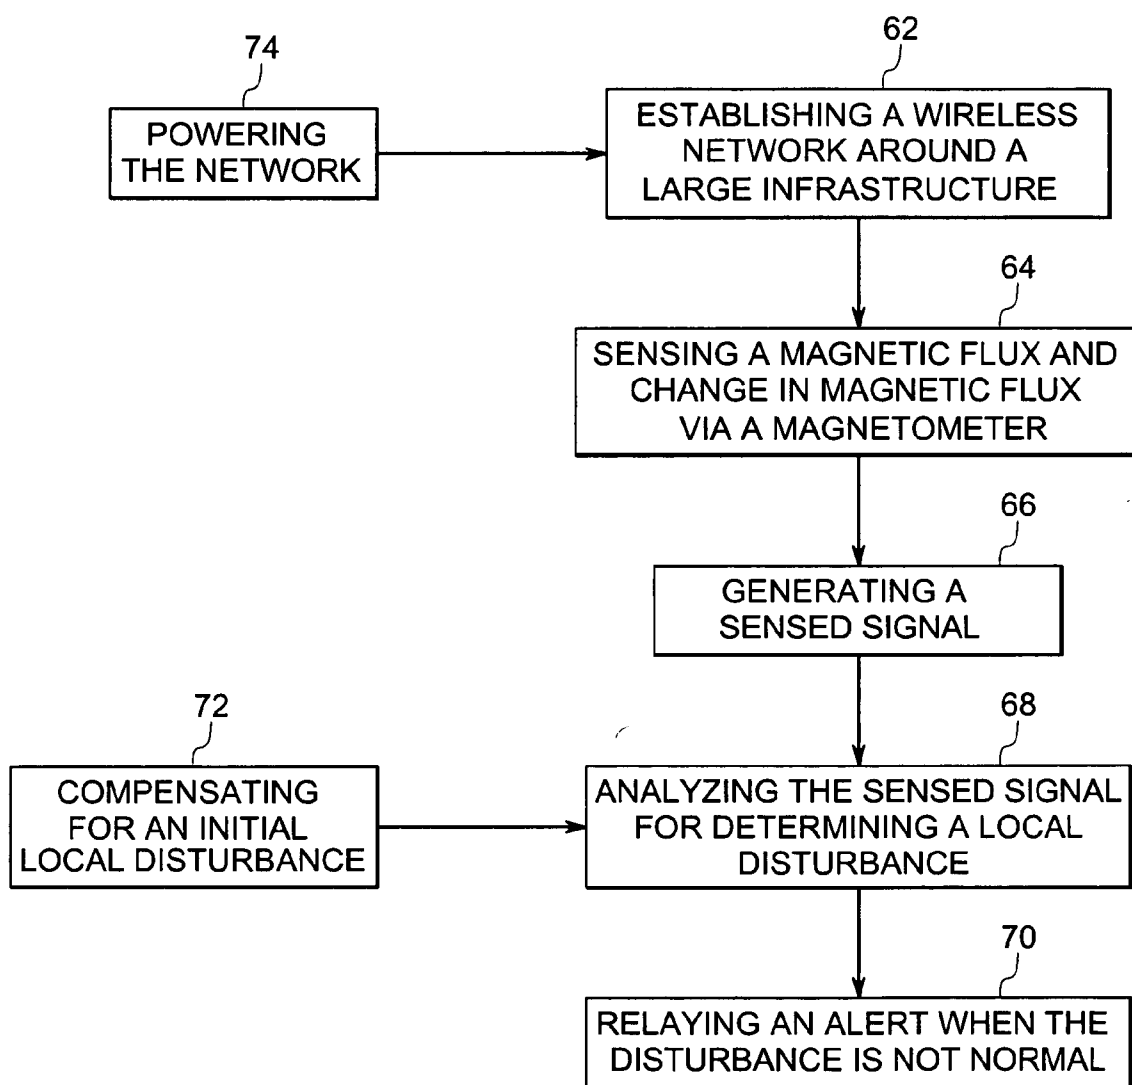 74
POWERING
THE NETWORK
62
ESTABLISHING A WIRELESS
NETWORK AROUND A
LARGE INFRASTRUCTURE
64
SENSING A MAGNETIC FLUX AND
CHANGE IN MAGNETIC FLUX
VIA A MAGNETOMETER
66
GENERATING A
SENSED SIGNAL
72
COMPENSATING
FOR AN INITIAL
LOCAL DISTURBANCE
68
ANALYZING THE SENSED SIGNAL
FOR DETERMINING A LOCAL
DISTURBANCE
70
RELAYING AN ALERT WHEN THE
DISTURBANCE IS NOT NORMAL